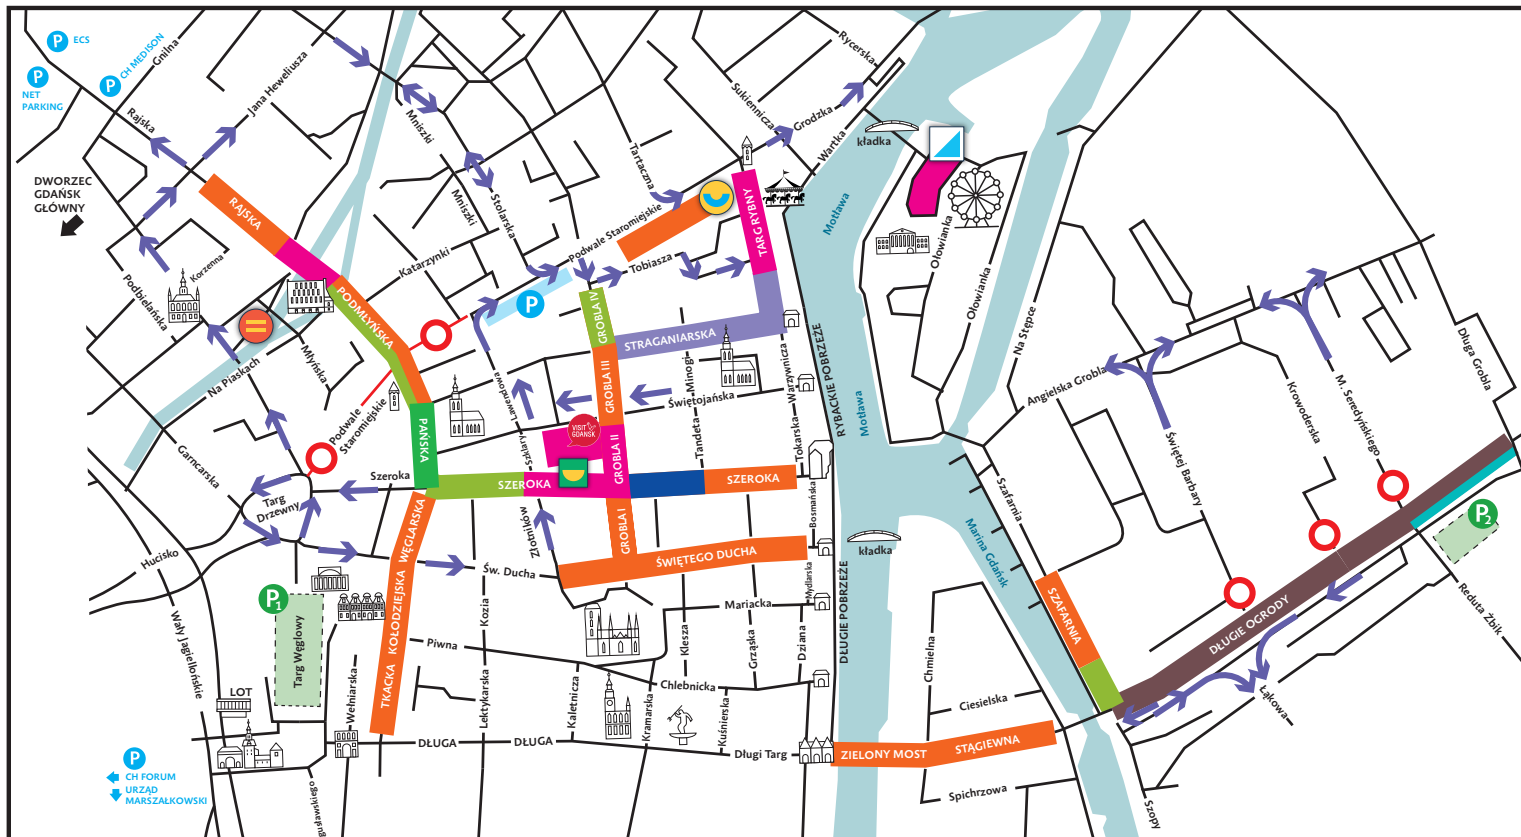 P
ECS
P
NET
PARKING
P
CH MEDISON
Gnilna
Jana Heweliusza
Rajska
DWORZEC
GDAŃSK
GŁÓWNY
RAJSKA
Mniszki
Mniszki
Stolarska
Katarzynki
Korzenna
Podbielańska
Na Piaskach
Młyńska
PODMŁYŃSKA
Podwale
Staromiejskie
PAŃSKA
Garncarska
Targ
Drzewny
Hucisko
Wały Jagiellońskie
Rycerska
Sukiennicza
Grodzka
Wartka
Tartaczna
Podwale Staromiejskie
Tobiasza
TARG RYBNY
P
GROBLA IV
STRAGANIARSKA
GROBLA III
Minogi
Warzywnicza
Świętojańska
Szklary
Lawendowa
VISIT
GDAŃSK
GROBLA II
Tandeta
Tokarska
Szeroka
SZEROKA
SZEROKA
Złotników
GROBLA I
Bosmańska
ŚWIĘTEGO DUCHA
Św. Ducha
Mydlarska
TKACKA
KOŁODZIEJSKA
WĘGLARSKA
P1
Targ Węglowy
LOT
Wełniarska
Piwna
Kozia
Lektykarska
Kaletnicza
Kramarska
Klesza
Mariacka
Grząska
Dziana
Chlebnicka
Kuśnierska
DŁUGA
DŁUGA
Długi Targ
ZIELONY MOST
STĄGIEWNA
P
CH FORUM
URZĄD
MARSZAŁKOWSKI
kładka
Motława
Motława
RYBACKIE POBRZEŻE
DŁUGIE POBRZEŻE
kładka
Ołowianka
Ołowianka
Na Stępce
Szafarnia
Marina Gdańsk
SZAFARNIA
Chmielna
Ciesielska
Spichrzowa
Szopy
Angielska Grobla
Świętej Barbary
Krowoderska
M. Seredyńskiego
Długa Grobla
P2
Reduta Żbik
DŁUGIE OGRODY
Łąkowa